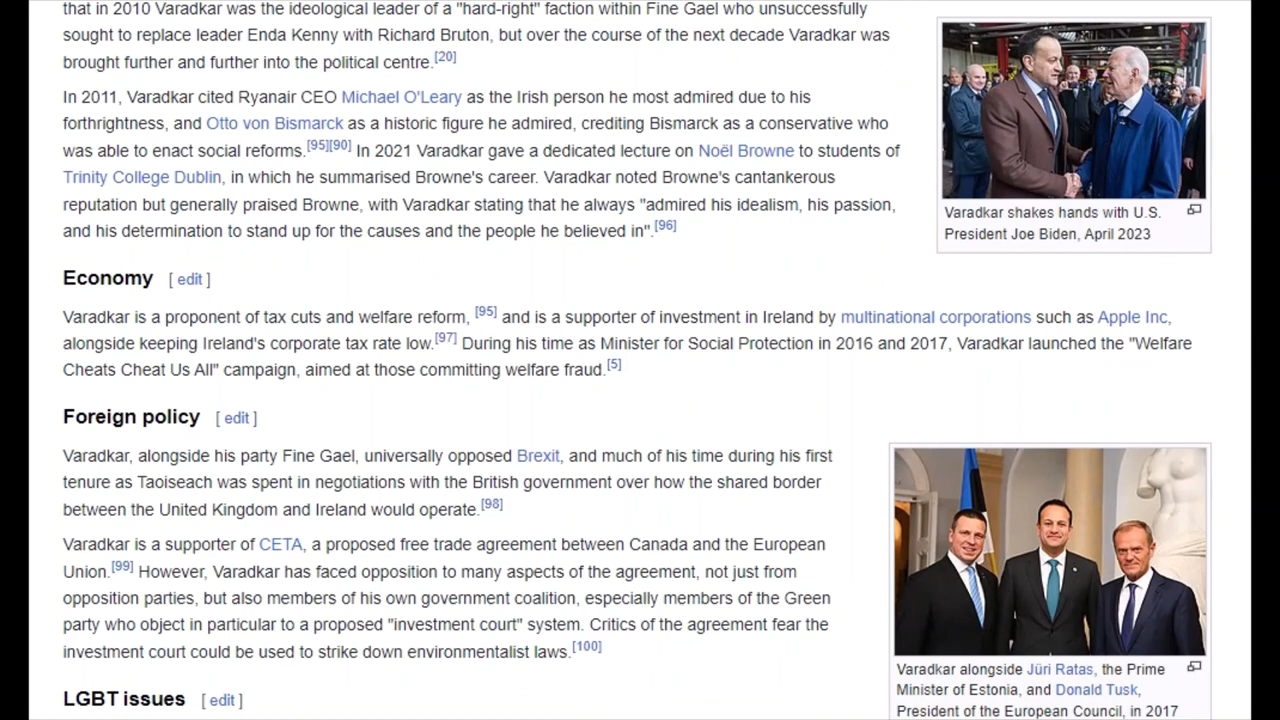 that in 2010 Varadkar was the ideological leader of a "hard-right" faction within Fine Gael who unsuccessfully
sought to replace leader Enda Kenny with Richard Bruton, but over the course of the next decade Varadkar was
brought further and further into the political centre.[20]
In 2011, Varadkar cited Ryanair CEO Michael O'Leary as the Irish person he most admired due to his
forthrightness, and Otto von Bismarck as a historic figure he admired, crediting Bismarck as a conservative who
was able to enact social reforms.[95][90] In 2021 Varadkar gave a dedicated lecture on Noël Browne to students of
Trinity College Dublin, in which he summarised Browne's career. Varadkar noted Browne's cantankerous
reputation but generally praised Browne, with Varadkar stating that he always "admired his idealism, his passion,
and his determination to stand up for the causes and the people he believed in".[96]
Varadkar shakes hands with U.S.
President Joe Biden, April 2023
Economy [ edit ]
Varadkar is a proponent of tax cuts and welfare reform, [95] and is a supporter of investment in Ireland by multinational corporations such as Apple Inc,
alongside keeping Ireland's corporate tax rate low.[97] During his time as Minister for Social Protection in 2016 and 2017, Varadkar launched the "Welfare
Cheats Cheat Us All" campaign, aimed at those committing welfare fraud.[5]
Foreign policy [ edit ]
Varadkar, alongside his party Fine Gael, universally opposed Brexit, and much of his time during his first
tenure as Taoiseach was spent in negotiations with the British government over how the shared border
between the United Kingdom and Ireland would operate.[98]
Varadkar is a supporter of CETA, a proposed free trade agreement between Canada and the European
Union.[99] However, Varadkar has faced opposition to many aspects of the agreement, not just from
opposition parties, but also members of his own government coalition, especially members of the Green
party who object in particular to a proposed "investment court" system. Critics of the agreement fear the
investment court could be used to strike down environmentalist laws.[100]
Varadkar alongside Jüri Ratas, the Prime
Minister of Estonia, and Donald Tusk,
President of the European Council, in 2017
LGBT issues [ edit ]